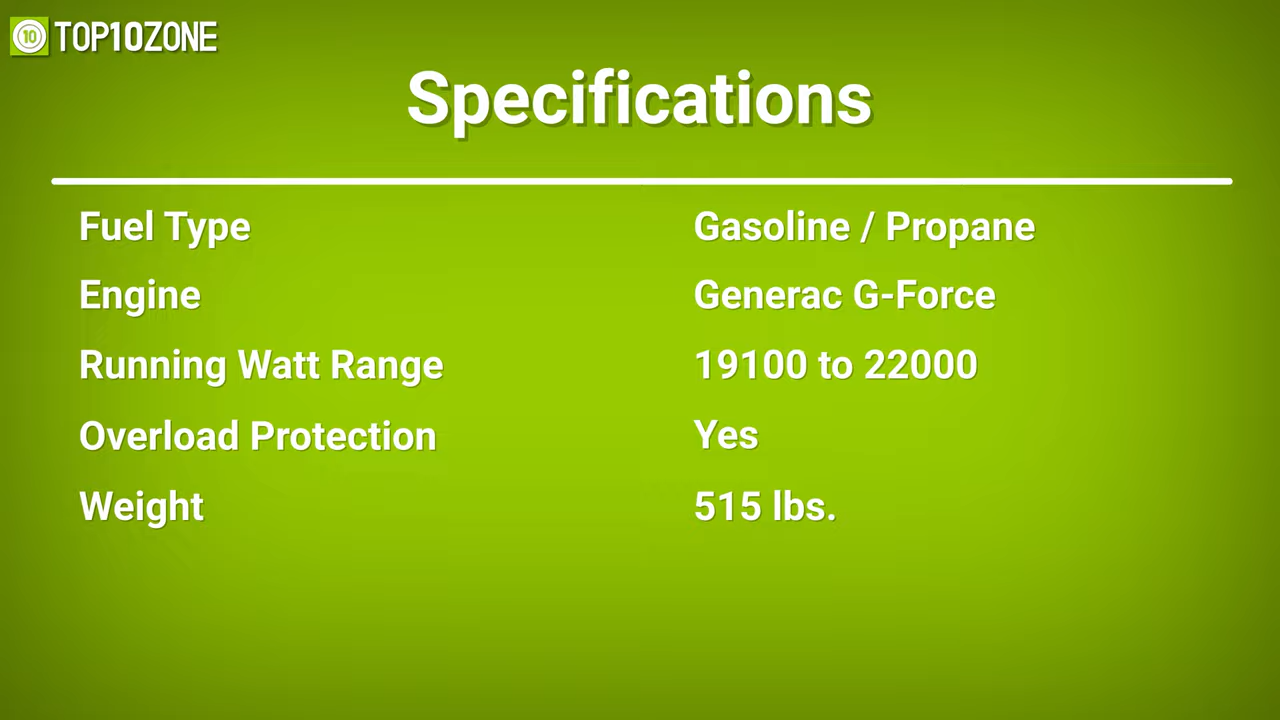 10 TOP10ZONE
Specifications
Fuel Type Gasoline / Propane
Engine Generac G-Force
Running Watt Range 19100 to 22000
Overload Protection Yes
Weight 515 lbs.